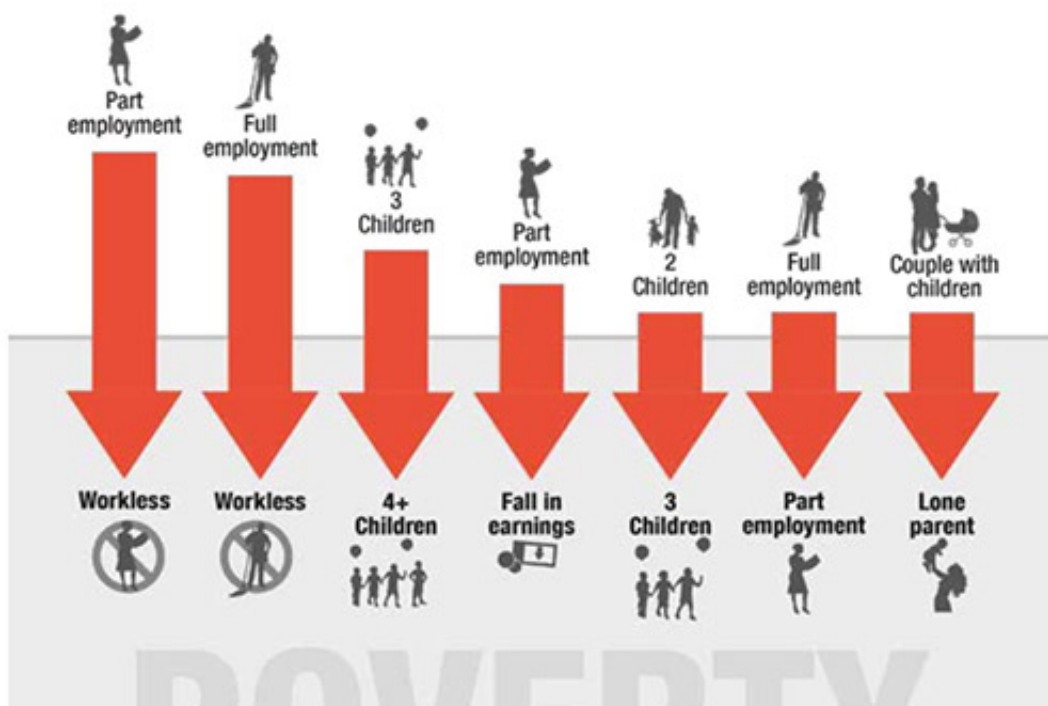 Part
employment
Full
employment
3
Children
Part
employment
2
Children
Full
employment
Couple with
children
Workless
Workless
4+
Children
Fall in
earnings
3
Children
Part
employment
Lone
parent
POVERTY